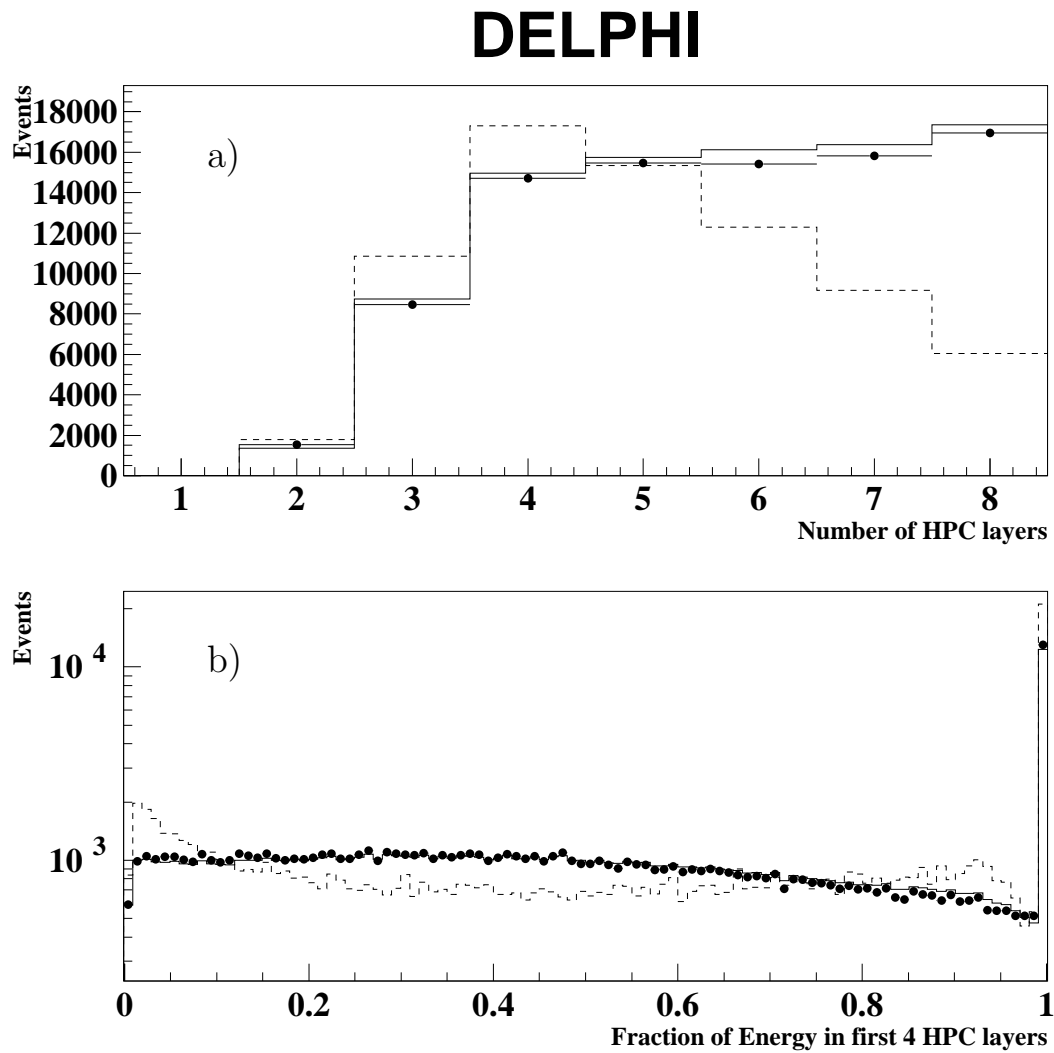 DELPHI
Events
18000
16000
14000
12000
10000
8000
6000
4000
2000
0
a)
1 2 3 4 5 6 7 8
Number of HPC layers
Events
10 4
10 3
b)
0 0.2 0.4 0.6 0.8 1
Fraction of Energy in first 4 HPC layers